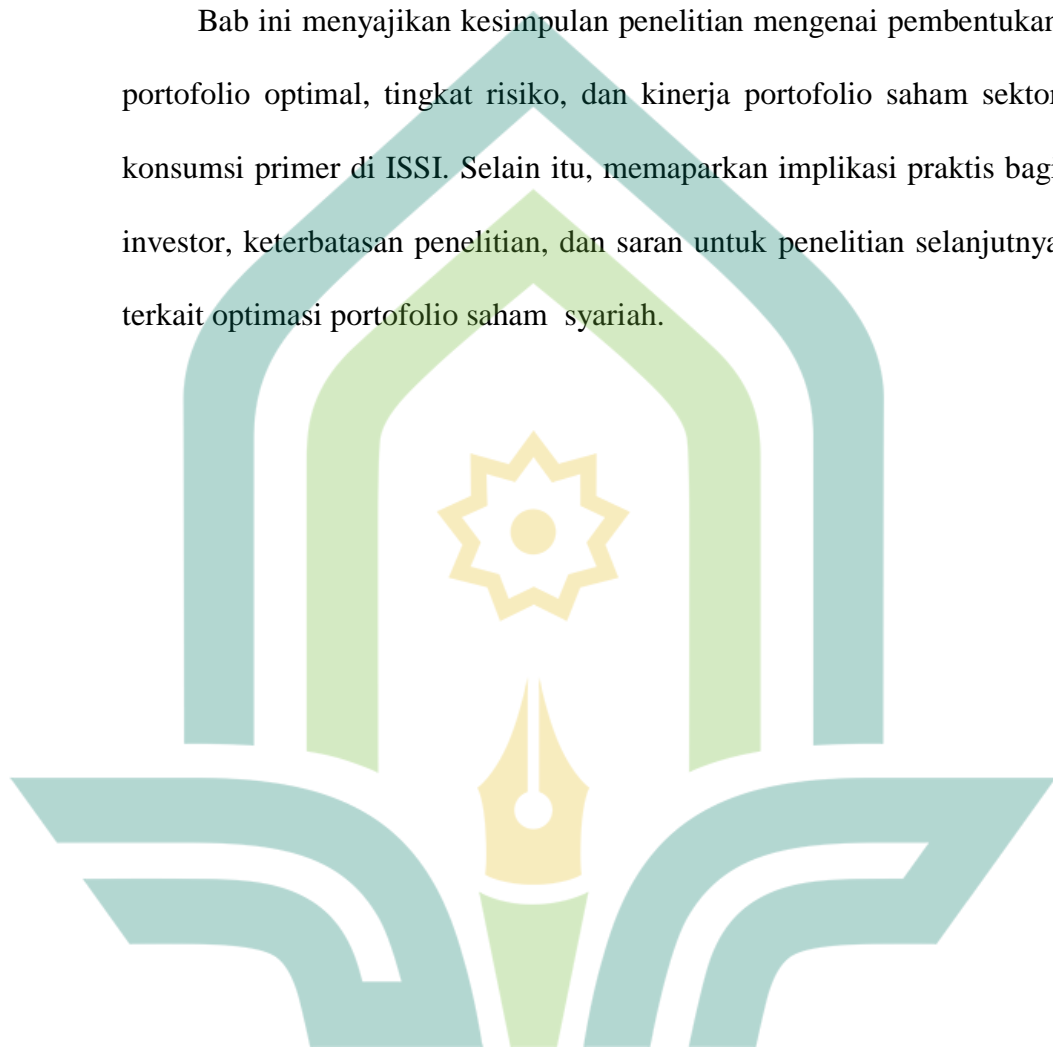 Bab ini menyajikan kesimpulan penelitian mengenai pembentukan
portofolio optimal, tingkat risiko, dan kinerja portofolio saham sektor
konsumsi primer di ISSI. Selain itu, memaparkan implikasi praktis bagi
investor, keterbatasan penelitian, dan saran untuk penelitian selanjutnya
terkait optimasi portofolio saham  syariah.